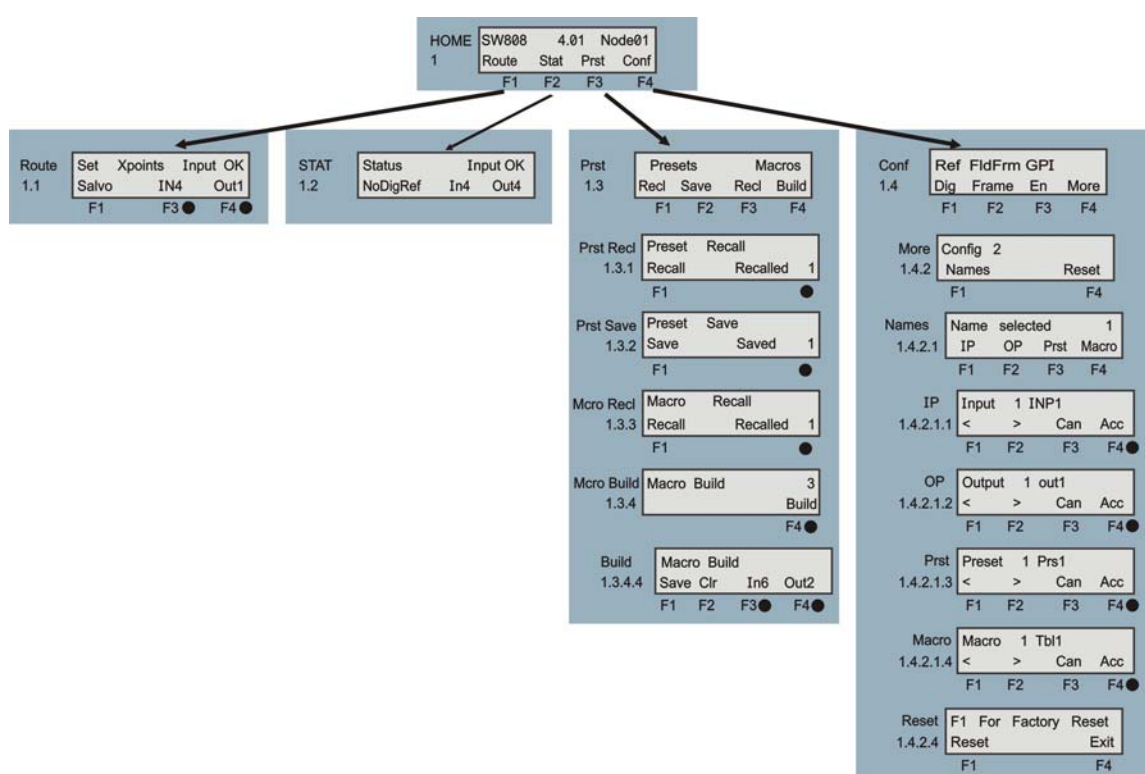 HOME SW808 4.01 Node01
1 Route Stat Prst Conf
F1 F2 F3 F4
Route Set Xpoints Input OK
1.1 Salvo IN4 Out1
F1 F3 F4
STAT Status Input OK
1.2 NoDigRef In4 Out4
Prst Presets Macros
1.3 Recl Save Recl Build
F1 F2 F3 F4
Prst Recl Preset Recall
1.3.1 Recall Recalled 1
F1
Prst Save Preset Save
1.3.2 Save Saved 1
F1
Mcro Recl Macro Recall
1.3.3 Recall Recalled 1
F1
Mcro Build Macro Build 3
1.3.4 Build
F4
Build Macro Build
1.3.4.4 Save Clr In6 Out2
F1 F2 F3 F4
Conf Ref FldFrm GPI
1.4 Dig Frame En More
F1 F2 F3 F4
More Config 2
1.4.2 Names Reset
F1 F4
Names Name selected 1
1.4.2.1 IP OP Prst Macro
F1 F2 F3 F4
IP Input 1 INP1
1.4.2.1.1 < > Can Acc
F1 F2 F3 F4
OP Output 1 out1
1.4.2.1.2 < > Can Acc
F1 F2 F3 F4
Prst Preset 1 Prs1
1.4.2.1.3 < > Can Acc
F1 F2 F3 F4
Macro Macro 1 Tbl1
1.4.2.1.4 < > Can Acc
F1 F2 F3 F4
Reset F1 For Factory Reset
1.4.2.4 Reset Exit
F1 F4